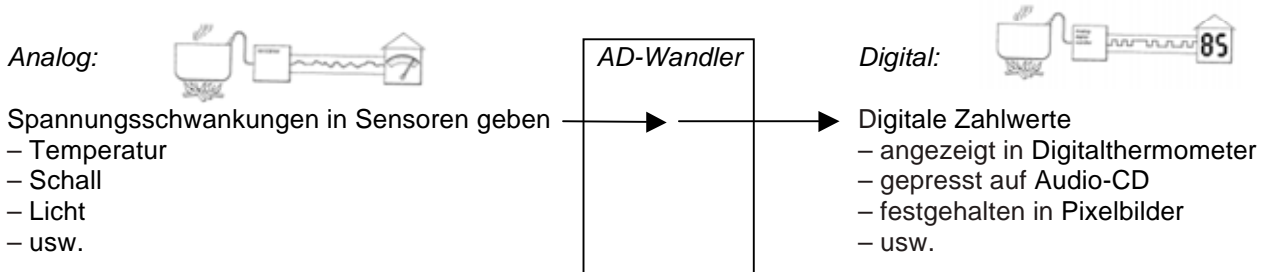 Analog:
AD-Wandler
Digital:
85
Spannungsschwankungen in Sensoren geben
– Temperatur
– Schall
– Licht
– usw.
Digitale Zahlwerte
– angezeigt in Digitalthermometer
– gepresst auf Audio-CD
– festgehalten in Pixelbilder
– usw.